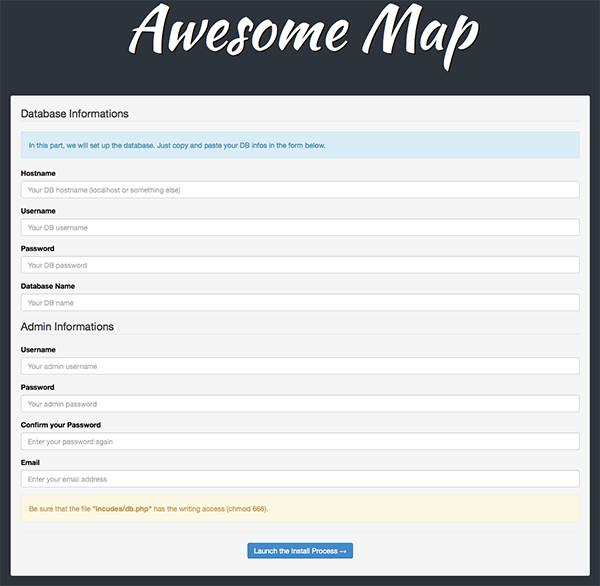 Awesome Map
Database Informations
In this part, we will set up the database. Just copy and paste your DB infos in the form below.
Hostname
Your DB hostname (localhost or something else)
Username
Your DB username
Password
Your DB password
Database Name
Your DB name
Admin Informations
Username
Your admin username
Password
Your admin password
Confirm your Password
Enter your password again
Email
Enter your email address
Be sure that the file "incudes/db.php" has the writing access (chmod 666).
Launch the Install Process →